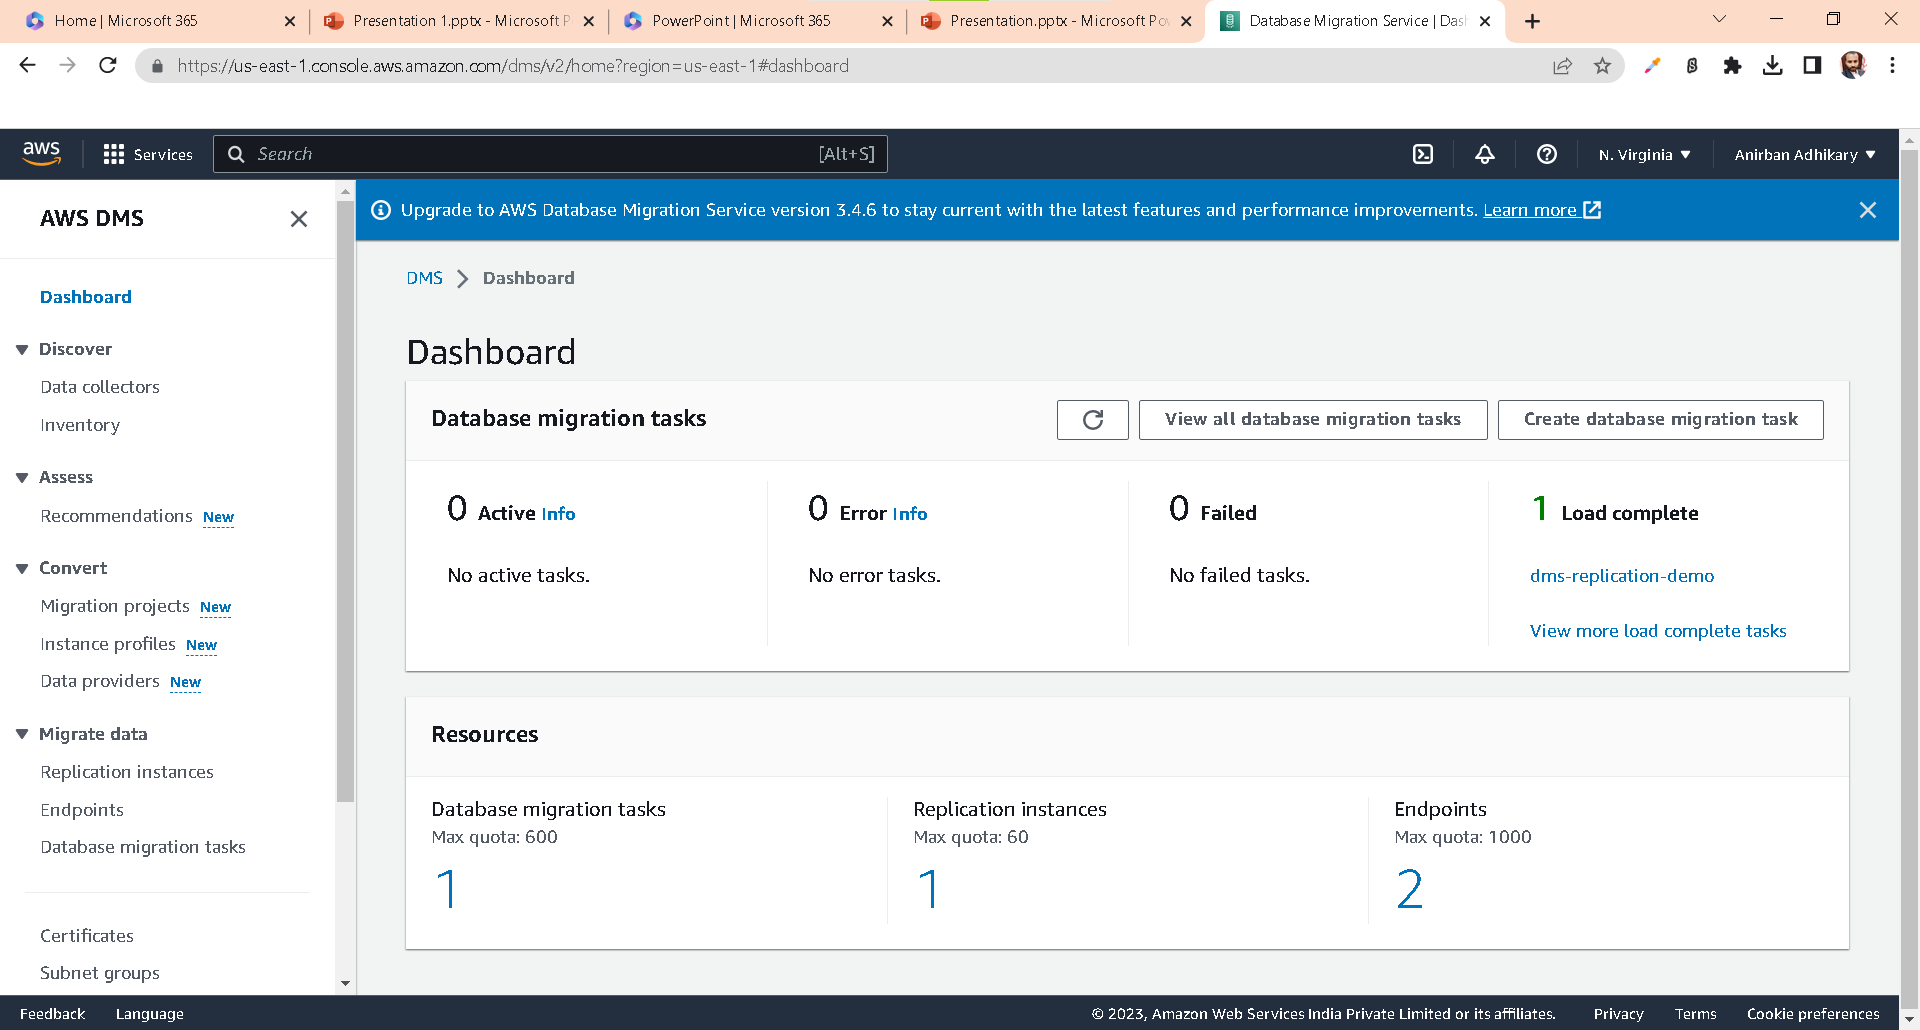 Home | Microsoft 365
Presentation 1.pptx - Microsoft P
PowerPoint | Microsoft 365
Presentation.pptx - Microsoft Po
Database Migration Service | Das
https://us-east-1.console.aws.amazon.com/dms/v2/home?region=us-east-1#dashboard
aws
Services
Search
[Alt+S]
N. Virginia
Anirban Adhikary
AWS DMS
Dashboard
Discover
Data collectors
Inventory
Assess
Recommendations New
Convert
Migration projects New
Instance profiles New
Data providers New
Migrate data
Replication instances
Endpoints
Database migration tasks
Certificates
Subnet groups
Upgrade to AWS Database Migration Service version 3.4.6 to stay current with the latest features and performance improvements. Learn more
DMS > Dashboard
Dashboard
Database migration tasks
View all database migration tasks
Create database migration task
0 Active Info
No active tasks.
0 Error Info
No error tasks.
0 Failed
No failed tasks.
1 Load complete
dms-replication-demo
View more load complete tasks
Resources
Database migration tasks
Max quota: 600
1
Replication instances
Max quota: 60
1
Endpoints
Max quota: 1000
2
Feedback
Language
© 2023, Amazon Web Services India Private Limited or its affiliates.
Privacy
Terms
Cookie preferences